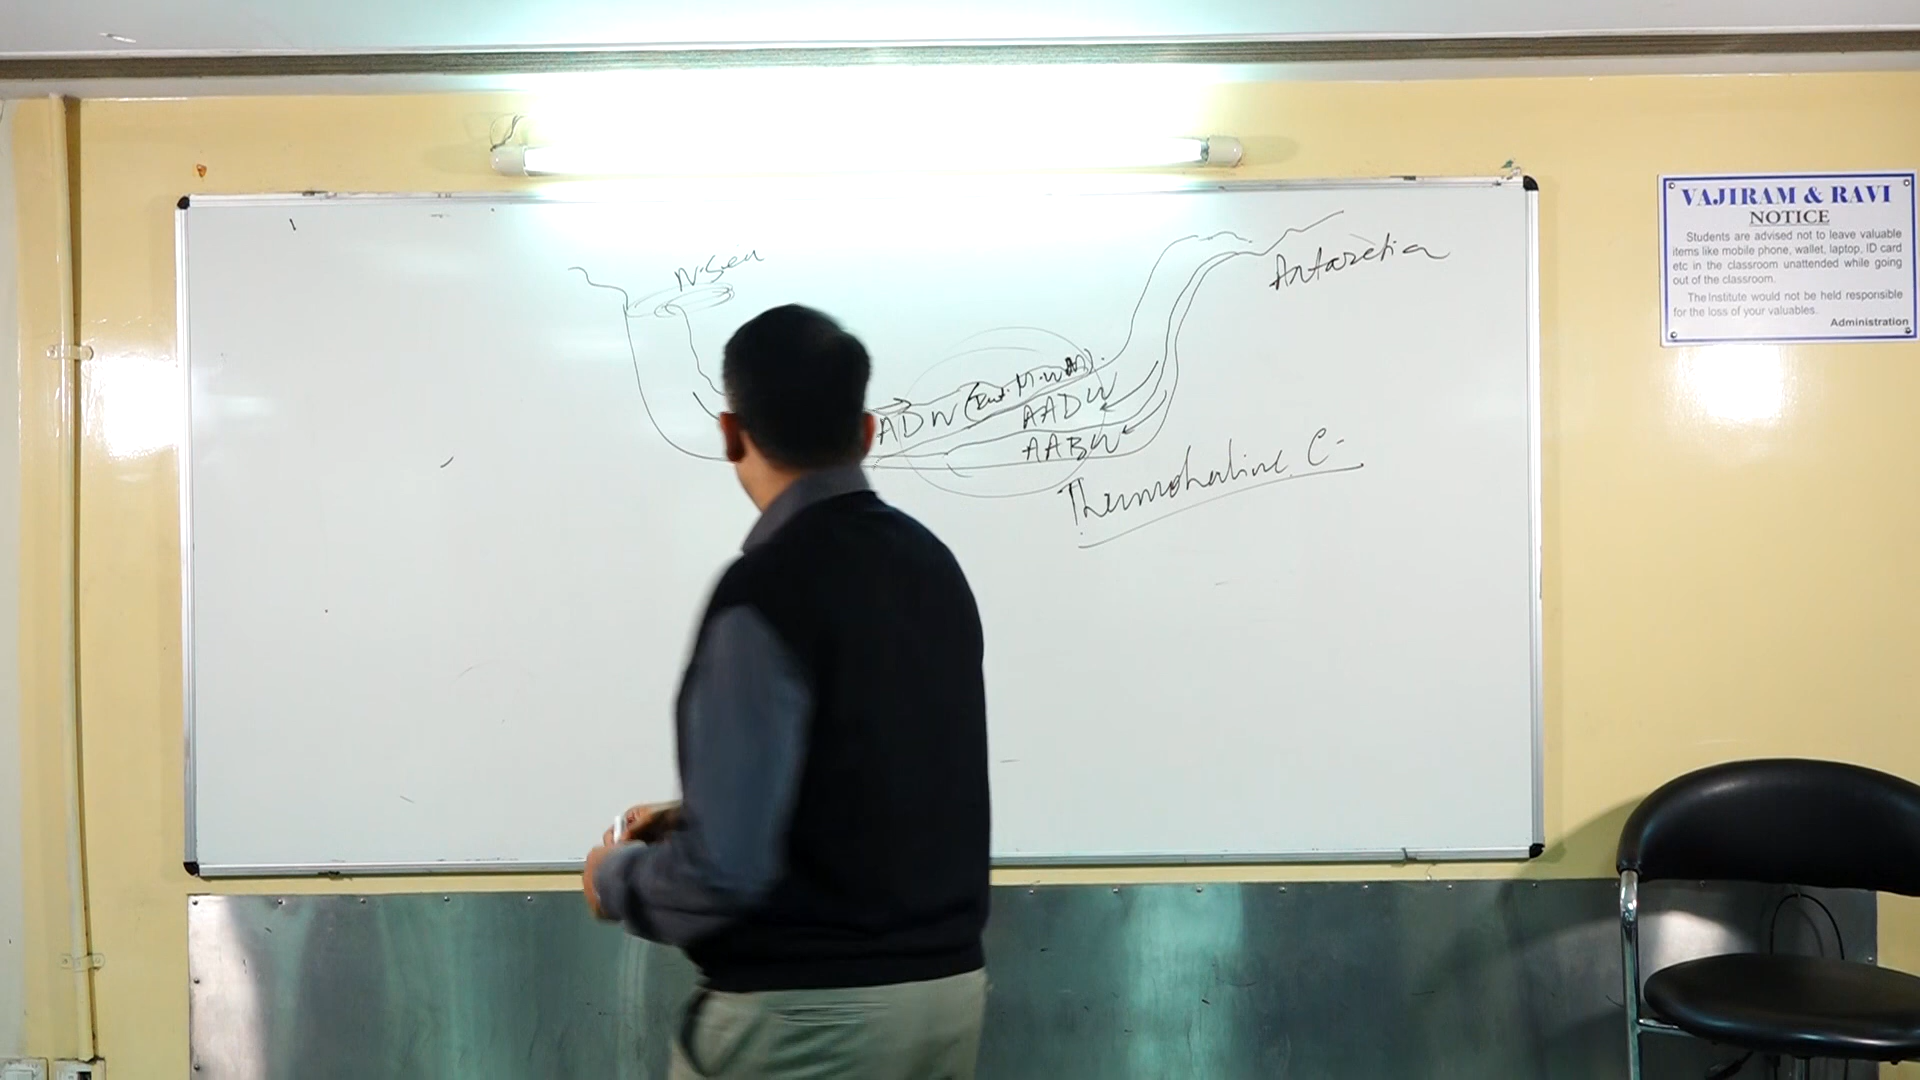 N. Sea
Antarctica
ADW
AADW
AABW
Thermohaline C.
VAJIRAM & RAVI
NOTICE
Students are advised not to leave valuable
items like mobile phone, wallet, laptop, ID card
etc in the classroom unattended while going
out of the classroom.
The Institute would not be held responsible
for the loss of your valuables.
Administration